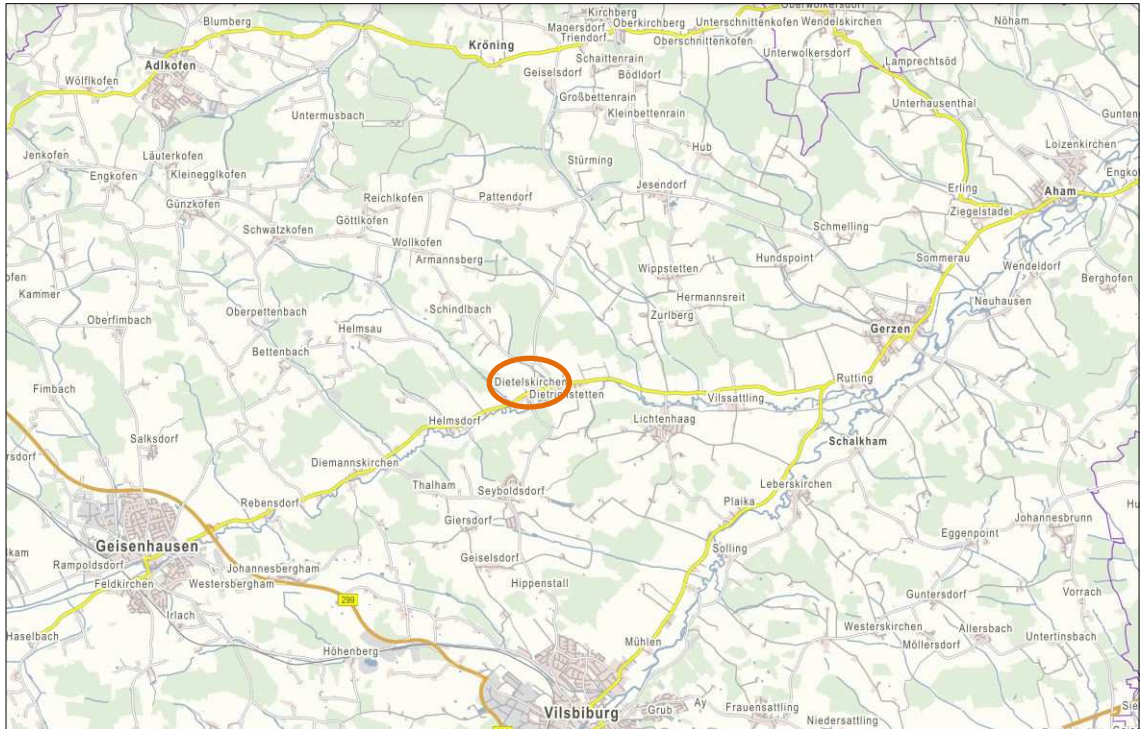 Blumberg
Kirchberg
Oberkirchberg
Unterschnittenkofen
Wendelskirchen
Nöham
Magersdorf
Triendorf
Oberschnittenkofen
Kröning
Unterwolkersdorf
Adlkofen
Schaittenrain
Lamprechtsöd
Geiselsdorf
Bödldorf
Wölflkofen
Großbettenrain
Unterhausenthal
Kleinbettenrain
Untermusbach
Loizenkirchen
Hub
Jenkofen
Läuterkofen
Stürming
Engkofen
Kleinegglkofen
Jesendorf
Erling
Aham
Reichlkofen
Pattendorf
Günzkofen
Ziegelstadel
Göttlkofen
Schmelling
Schwatzkofen
Wollkofen
Armannsberg
Hundspoint
Sommerau
Wippstetten
Wendeldorf
Berghofen
Kammer
Hermannsreit
Neuhausen
Schindlbach
Oberpettenbach
Zurlberg
Oberfimbach
Helmsau
Gerzen
Bettenbach
Dietelskirchen
Rutting
Fimbach
Vilssattling
Helmsdorf
Lichtenhaag
Salksdorf
Schalkham
Diemannskirchen
Thalham
Leberskirchen
Seyboldsdorf
Rebensdorf
Plaika
Giersdorf
Johannesbrunn
Geisenhausen
Eggenpoint
Solling
Geiselsdorf
Rampoldsdorf
Johannesbergham
Feldkirchen
Westersbergham
Hippenstall
Vorrach
299
Guntersdorf
Irlach
Westerskirchen
Allersbach
Haselbach
Mühlen
Möllersdorf
Untertinsbach
Höhenberg
Ay
Vilsbiburg
Grub
Frauensattling
Niedersattling